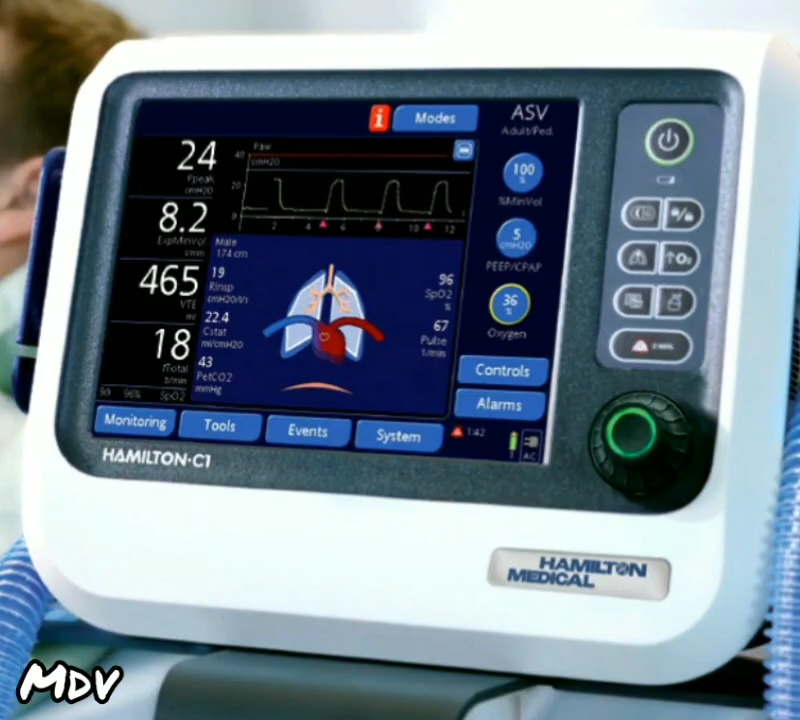 Modes
ASV
Adult/Ped.
24
Ppeak
cmH2O
Paw
cmH2O
40
20
0
2
4
6
8
10
12
100
%
%MinVol
8.2
ExpMinVol
l/min
5
cmH2O
PEEP/CPAP
465
VTE
ml
Male
174 cm
19
Rinsp
cmH2O/l/s
22.4
Cstat
ml/cmH2O
43
PetCO2
mmHg
96
SpO2
%
67
Pulse
1/min
36
%
Oxygen
18
fTotal
b/min
96%
SpO2
Controls
Alarms
Monitoring
Tools
Events
System
1:42
1
AC
HAMILTON-C1
HAMILTON
MEDICAL
MDV